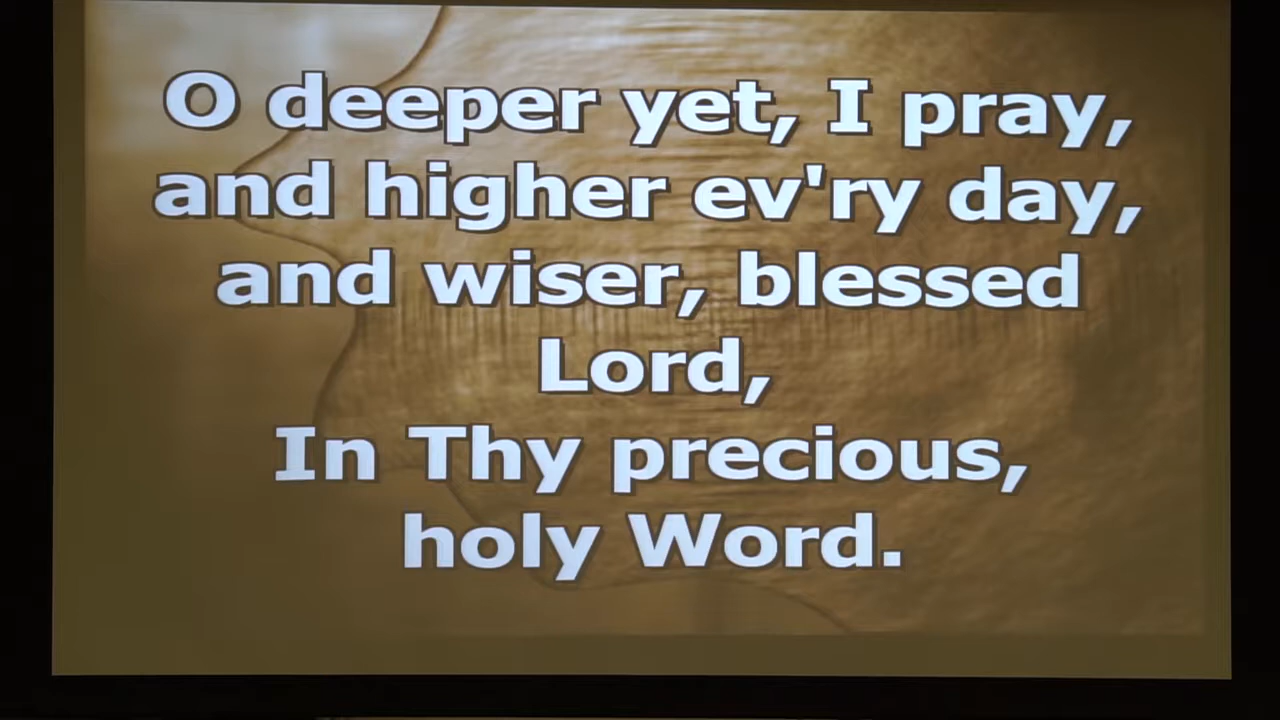 O deeper yet, I pray,
and higher ev'ry day,
and wiser, blessed
Lord,
In Thy precious,
holy Word.